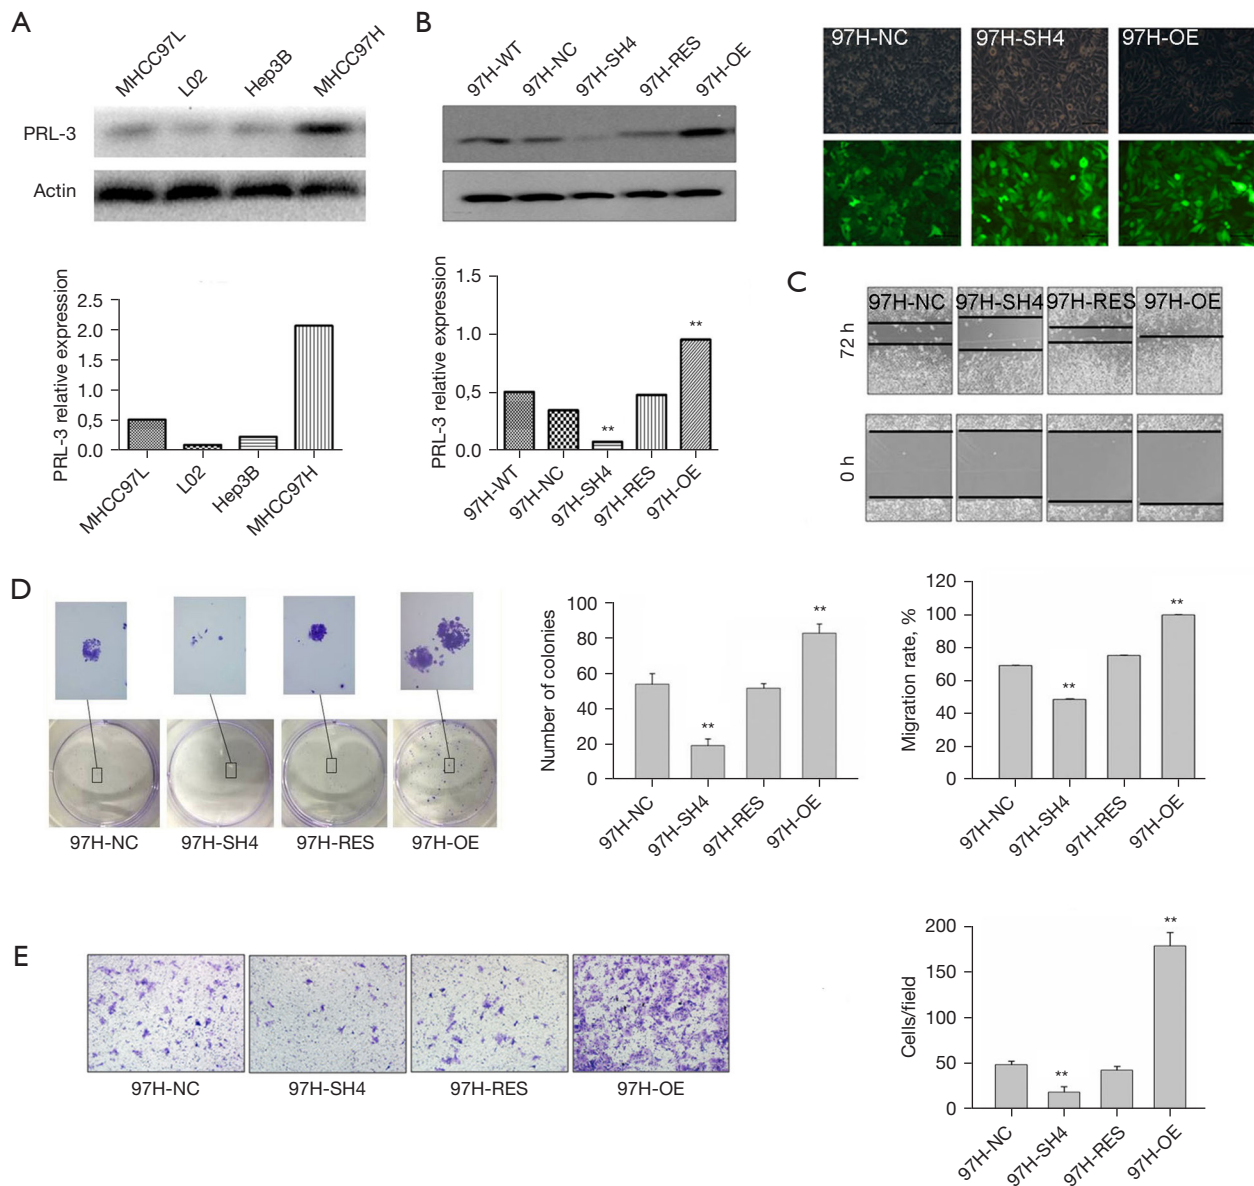 A
MHCC97L
L02
Hep3B
MHCC97H
PRL-3
Actin
PRL-3 relative expression
2.5
2.0
1.5
1.0
0.5
0.0
MHCC97L
L02
Hep3B
MHCC97H
B
97H-WT
97H-NC
97H-SH4
97H-RES
97H-OE
PRL-3 relative expression
1.5
1.0
0.5
0.0
**
**
97H-WT
97H-NC
97H-SH4
97H-RES
97H-OE
97H-NC
97H-SH4
97H-OE
C
97H-NC
97H-SH4
97H-RES
97H-OE
72 h
0 h
Migration rate, %
120
100
80
60
40
20
0
**
**
97H-NC
97H-SH4
97H-RES
97H-OE
D
97H-NC
97H-SH4
97H-RES
97H-OE
Number of colonies
100
80
60
40
20
0
**
**
97H-NC
97H-SH4
97H-RES
97H-OE
E
97H-NC
97H-SH4
97H-RES
97H-OE
Cells/field
200
150
100
50
0
**
**
97H-NC
97H-SH4
97H-RES
97H-OE